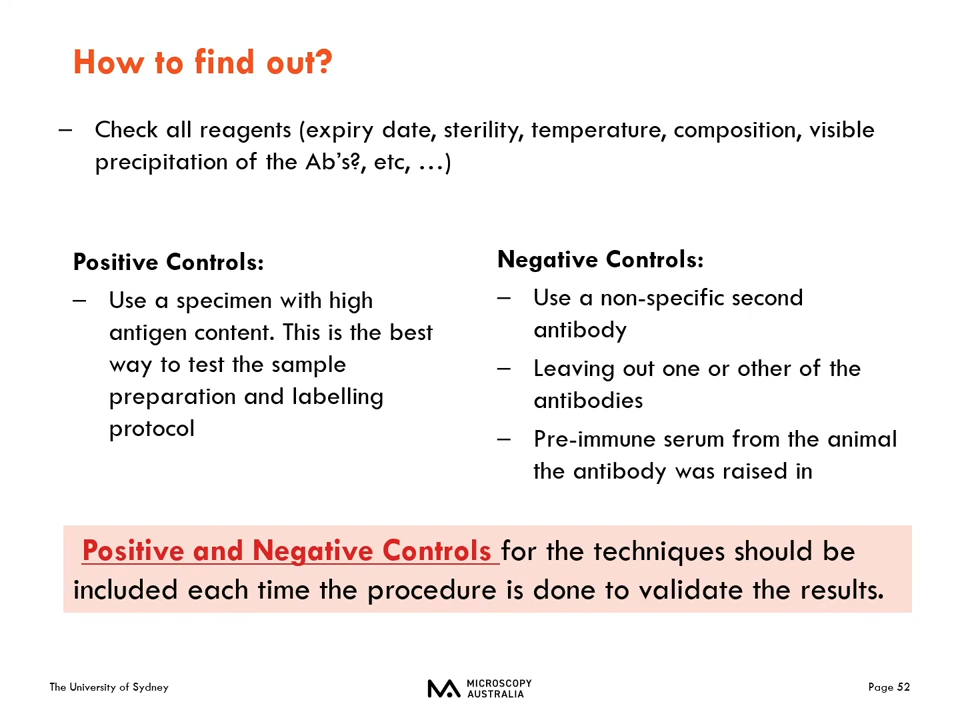 How to find out?
– Check all reagents (expiry date, sterility, temperature, composition, visible
precipitation of the Ab's?, etc, …)
Positive Controls:
– Use a specimen with high
antigen content. This is the best
way to test the sample
preparation and labelling
protocol
Negative Controls:
– Use a non-specific second
antibody
– Leaving out one or other of the
antibodies
– Pre-immune serum from the animal
the antibody was raised in
Positive and Negative Controls for the techniques should be
included each time the procedure is done to validate the results.
The University of Sydney
MICROSCOPY
AUSTRALIA
Page 52